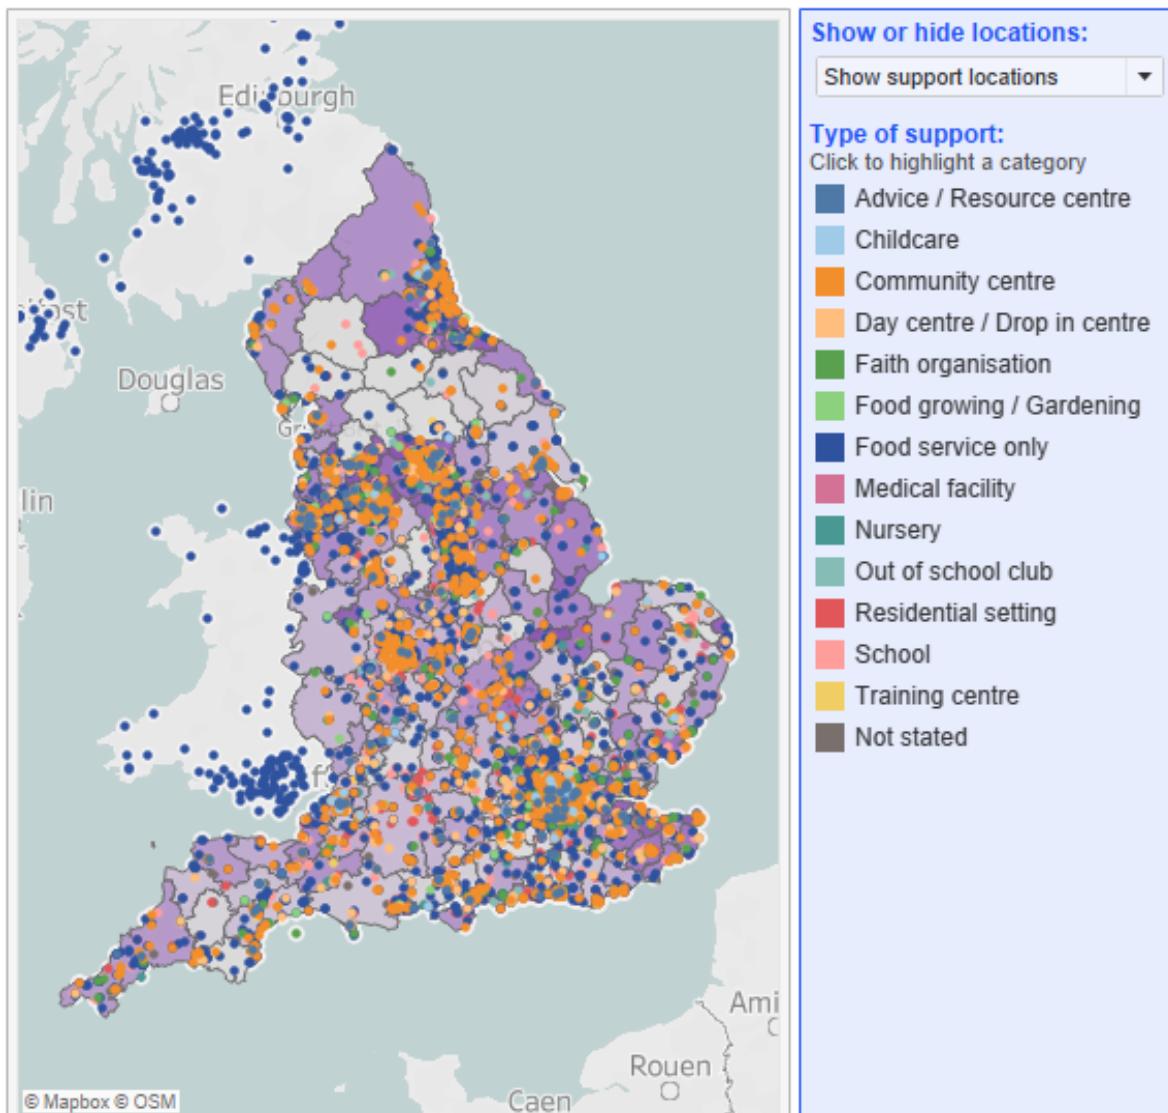 Edinburgh
Douglas
© Mapbox © OSM
Rouen
Caen
Show or hide locations:
Show support locations
Type of support:
Click to highlight a category
Advice / Resource centre
Childcare
Community centre
Day centre / Drop in centre
Faith organisation
Food growing / Gardening
Food service only
Medical facility
Nursery
Out of school club
Residential setting
School
Training centre
Not stated